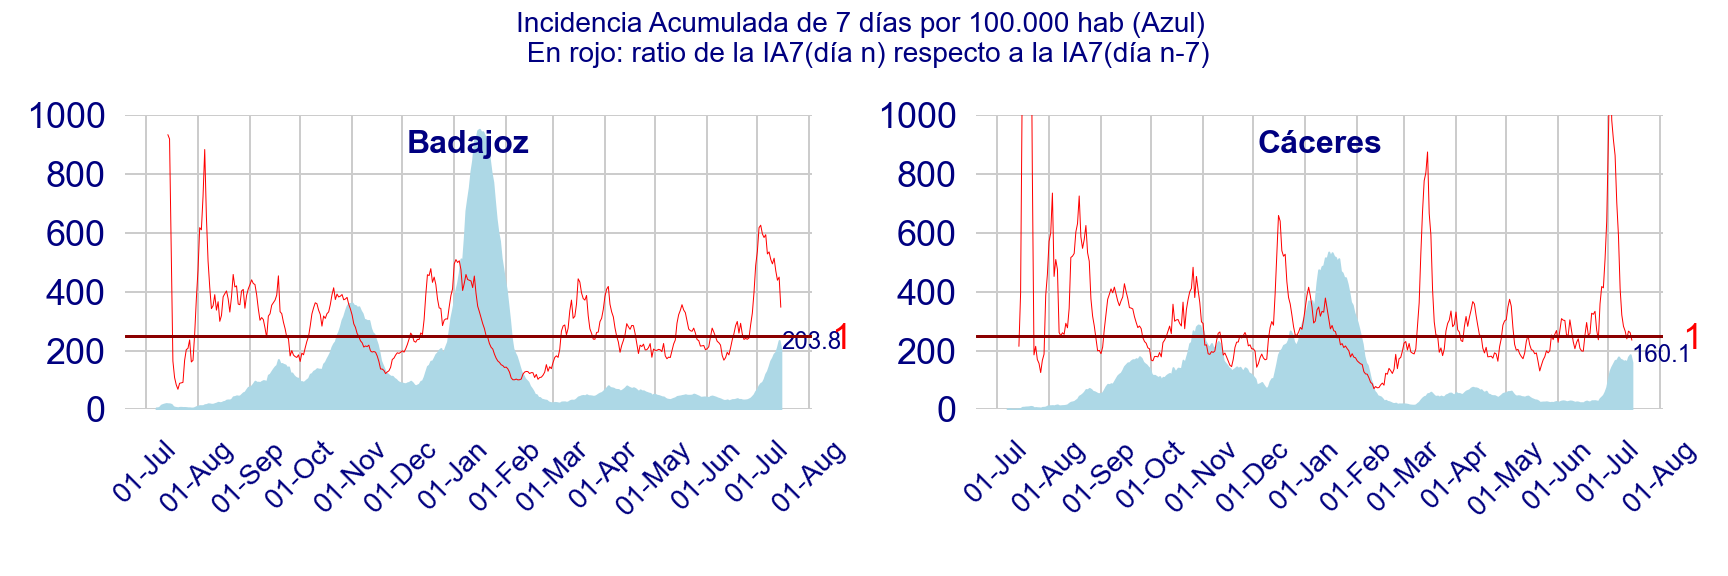 Incidencia Acumulada de 7 días por 100.000 hab (Azul)
En rojo: ratio de la IA7(día n) respecto a la IA7(día n-7)
Badajoz
1000
800
600
400
200
0
203.8
1
01-Jul
01-Aug
01-Sep
01-Oct
01-Nov
01-Dec
01-Jan
01-Feb
01-Mar
01-Apr
01-May
01-Jun
01-Jul
01-Aug
Cáceres
1000
800
600
400
200
0
160.1
1
01-Jul
01-Aug
01-Sep
01-Oct
01-Nov
01-Dec
01-Jan
01-Feb
01-Mar
01-Apr
01-May
01-Jun
01-Jul
01-Aug